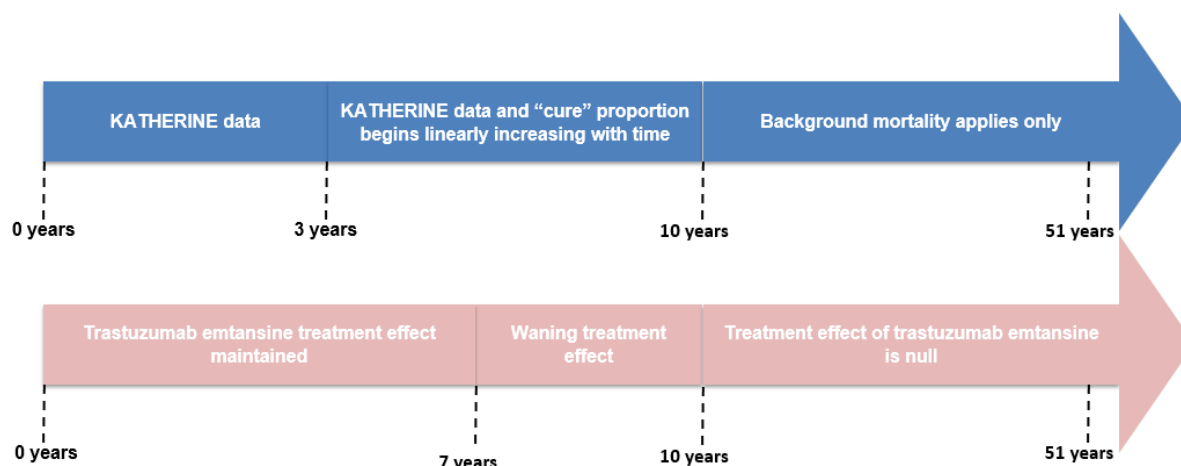 KATHERINE data
KATHERINE data and “cure” proportion
begins linearly increasing with time
Background mortality applies only
0 years
3 years
10 years
51 years
Trastuzumab emtansine treatment effect
maintained
Waning treatment
effect
Treatment effect of trastuzumab emtansine
is null
0 years
7 years
10 years
51 years